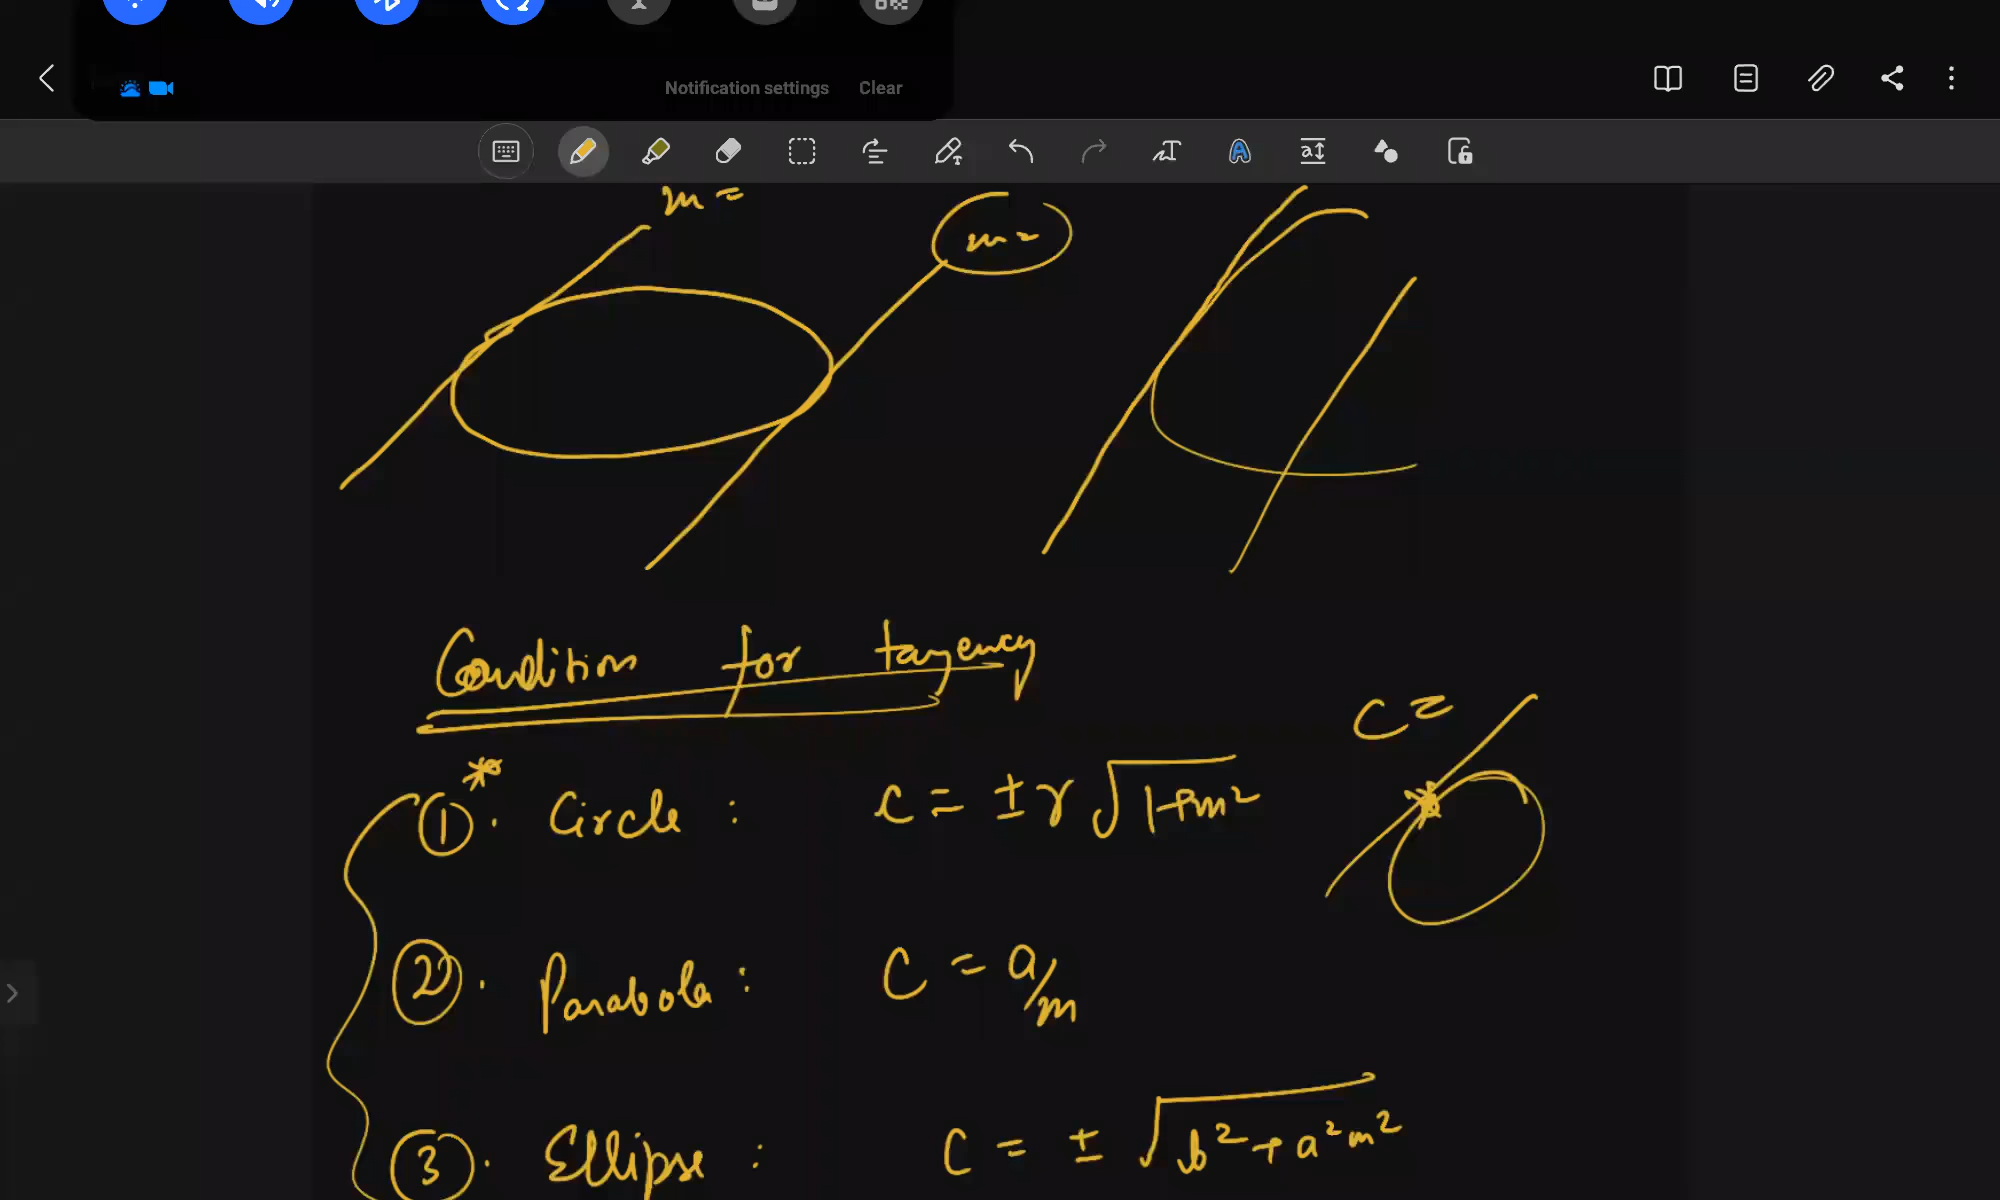 Notification settings Clear
m =
m =
Condition for tangency
C =
* ① . Circle : c = ± r √1+m²
② . Parabola : C = a/m
③ . Ellipse : C = ± √b² + a²m²